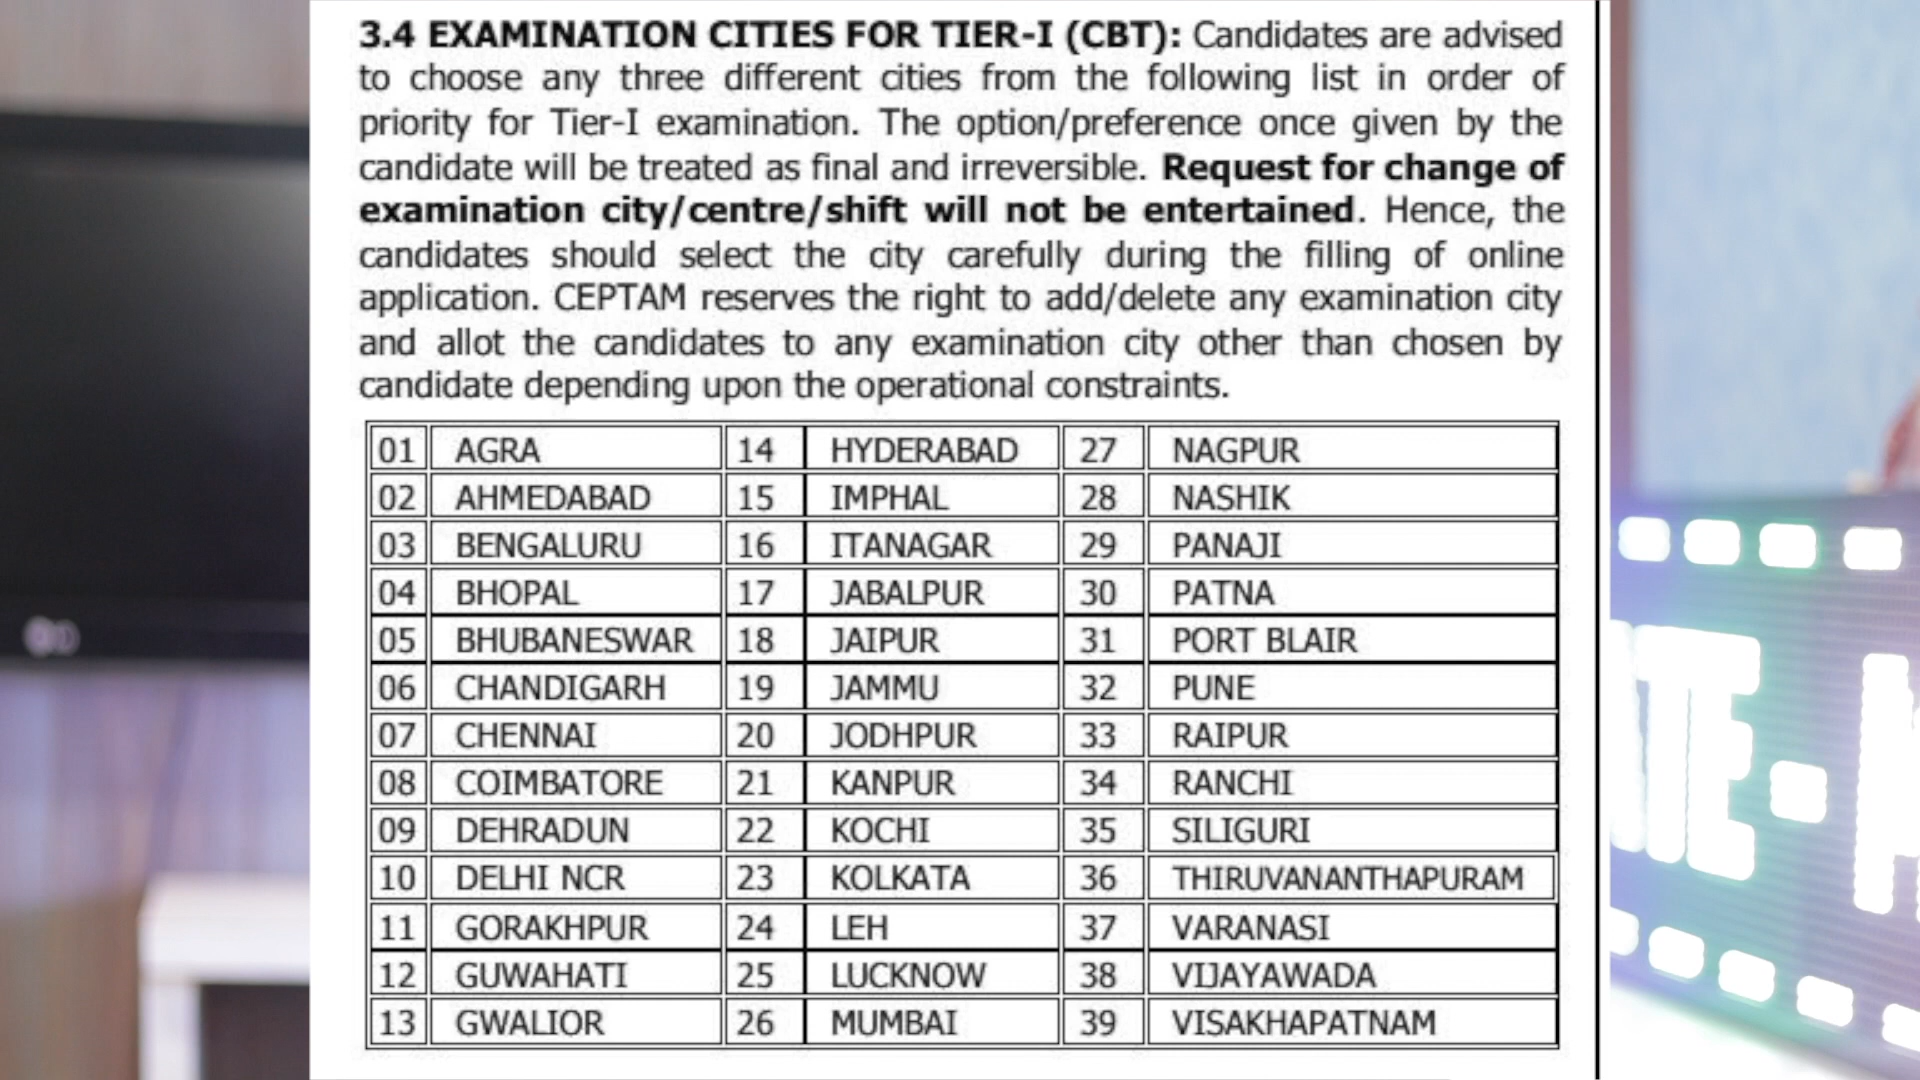 3.4 EXAMINATION CITIES FOR TIER-I (CBT): Candidates are advised
to choose any three different cities from the following list in order of
priority for Tier-I examination. The option/preference once given by the
candidate will be treated as final and irreversible. Request for change of
examination city/centre/shift will not be entertained. Hence, the
candidates should select the city carefully during the filling of online
application. CEPTAM reserves the right to add/delete any examination city
and allot the candidates to any examination city other than chosen by
candidate depending upon the operational constraints.
01 AGRA 14 HYDERABAD 27 NAGPUR
02 AHMEDABAD 15 IMPHAL 28 NASHIK
03 BENGALURU 16 ITANAGAR 29 PANAJI
04 BHOPAL 17 JABALPUR 30 PATNA
05 BHUBANESWAR 18 JAIPUR 31 PORT BLAIR
06 CHANDIGARH 19 JAMMU 32 PUNE
07 CHENNAI 20 JODHPUR 33 RAIPUR
08 COIMBATORE 21 KANPUR 34 RANCHI
09 DEHRADUN 22 KOCHI 35 SILIGURI
10 DELHI NCR 23 KOLKATA 36 THIRUVANANTHAPURAM
11 GORAKHPUR 24 LEH 37 VARANASI
12 GUWAHATI 25 LUCKNOW 38 VIJAYAWADA
13 GWALIOR 26 MUMBAI 39 VISAKHAPATNAM